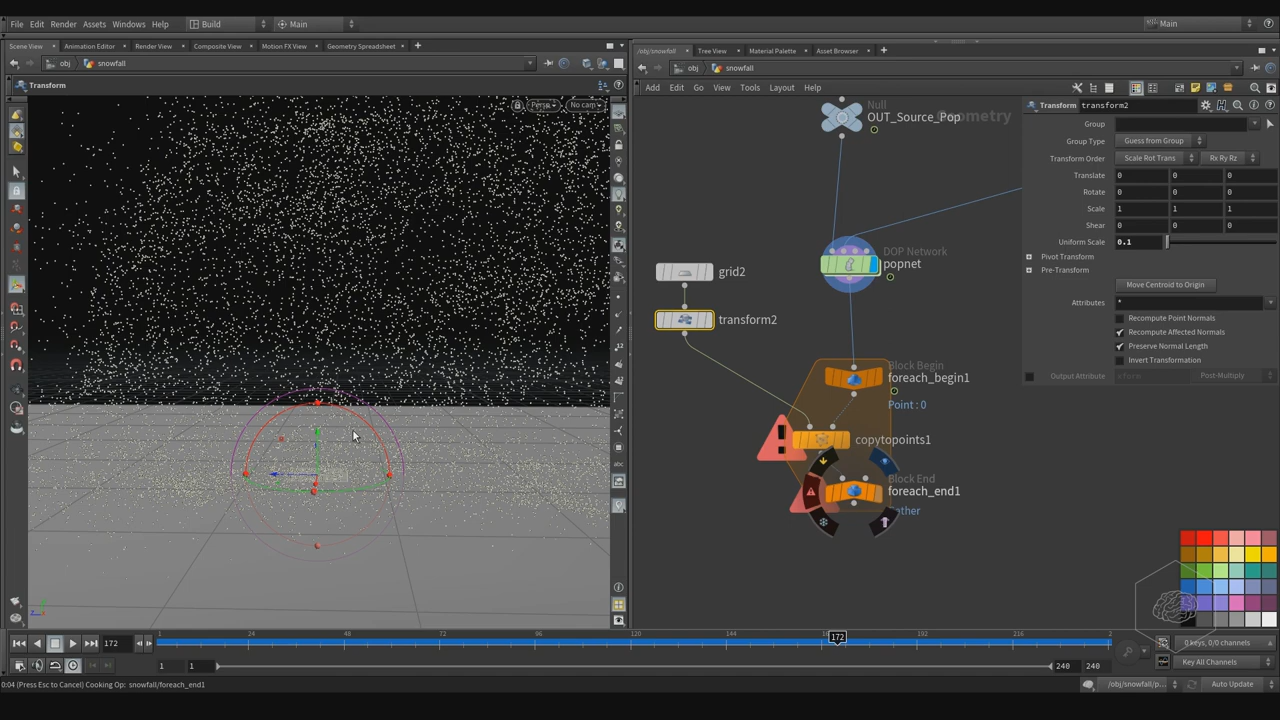 File Edit Render Assets Windows Help Build Main Main
Scene View Animation Editor Render View Composite View Motion FX View Geometry Spreadsheet
/obj/snowfall Tree View Material Palette Asset Browser
obj snowfall
obj snowfall
Transform
Add Edit Go View Tools Layout Help
Persp No cam
Null
OUT_Source_Pop
Geometry
Transform transform2
Group
Group Type Guess from Group
Transform Order Scale Rot Trans Rx Ry Rz
Translate 0 0 0
Rotate 0 0 0
Scale 1 1 1
Shear 0 0 0
Uniform Scale 0.1
Pivot Transform
Pre-Transform
Move Centroid to Origin
Attributes *
Recompute Point Normals
Recompute Affected Normals
Preserve Normal Length
Invert Transformation
Output Attribute xform Post-Multiply
DOP Network
popnet
grid2
transform2
Block Begin
foreach_begin1
Point : 0
copytopoints1
Block End
foreach_end1
ather
abc
172 1 24 48 72 96 120 144 172 192 216 2
0 keys, 0/0 channels
1 1 240 240 Key All Channels
0:04 (Press Esc to Cancel) Cooking Op: snowfall/foreach_end1
/obj/snowfall/p... Auto Update